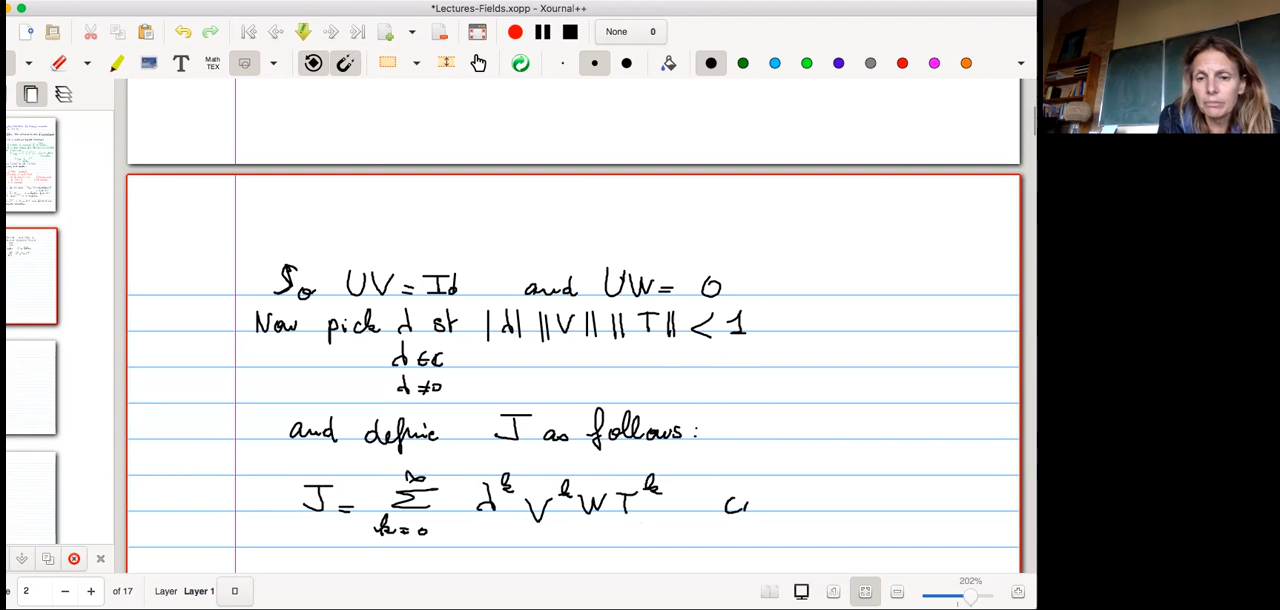 *Lectures-Fields.xopp - Xournal++
Math
TEX
None 0
So UV = Id and UW = 0
Now pick λ st |λ| ||V|| ||T|| < 1
λ ∈ C
λ ≠ 0
and define J as follows:
J = ∑_{k=0}^{∞} λ^k V^k W T^k
2 of 17 Layer Layer 1 202%